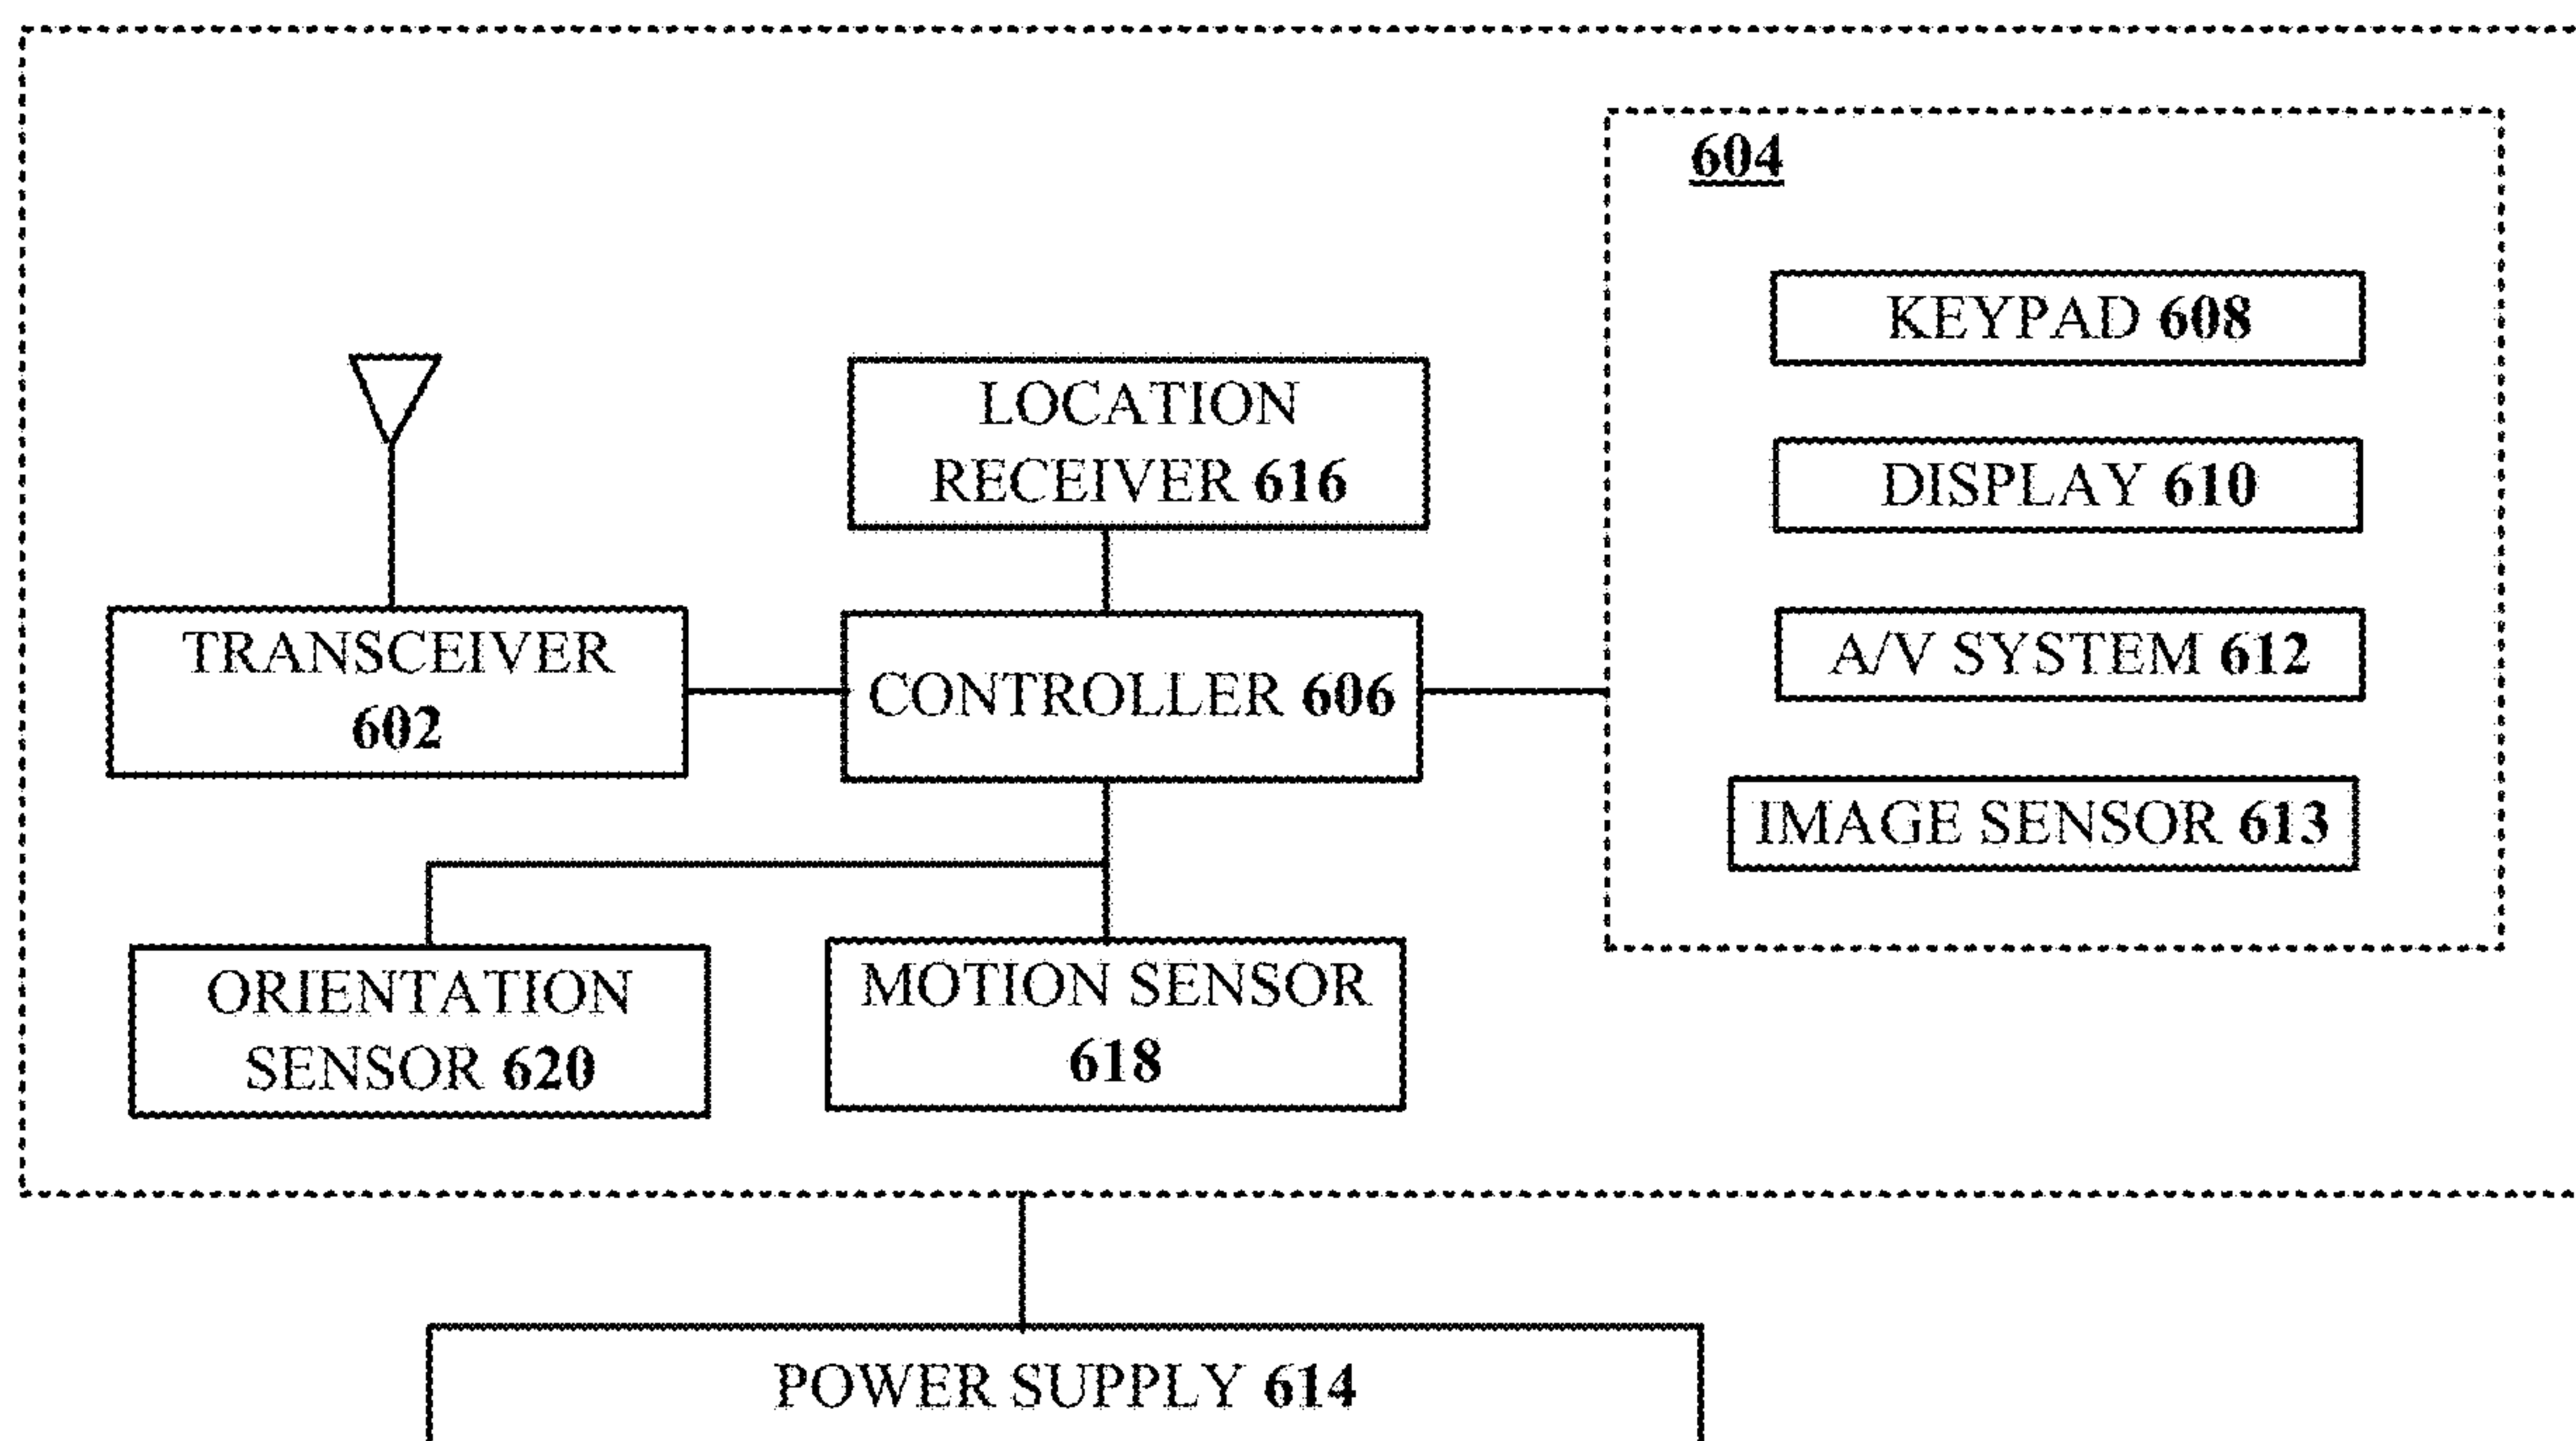 604
KEYPAD 608
DISPLAY 610
A/V SYSTEM 612
IMAGE SENSOR 613
LOCATION
RECEIVER 616
TRANSCEIVER
602
CONTROLLER 606
ORIENTATION
SENSOR 620
MOTION SENSOR
618
POWER SUPPLY 614